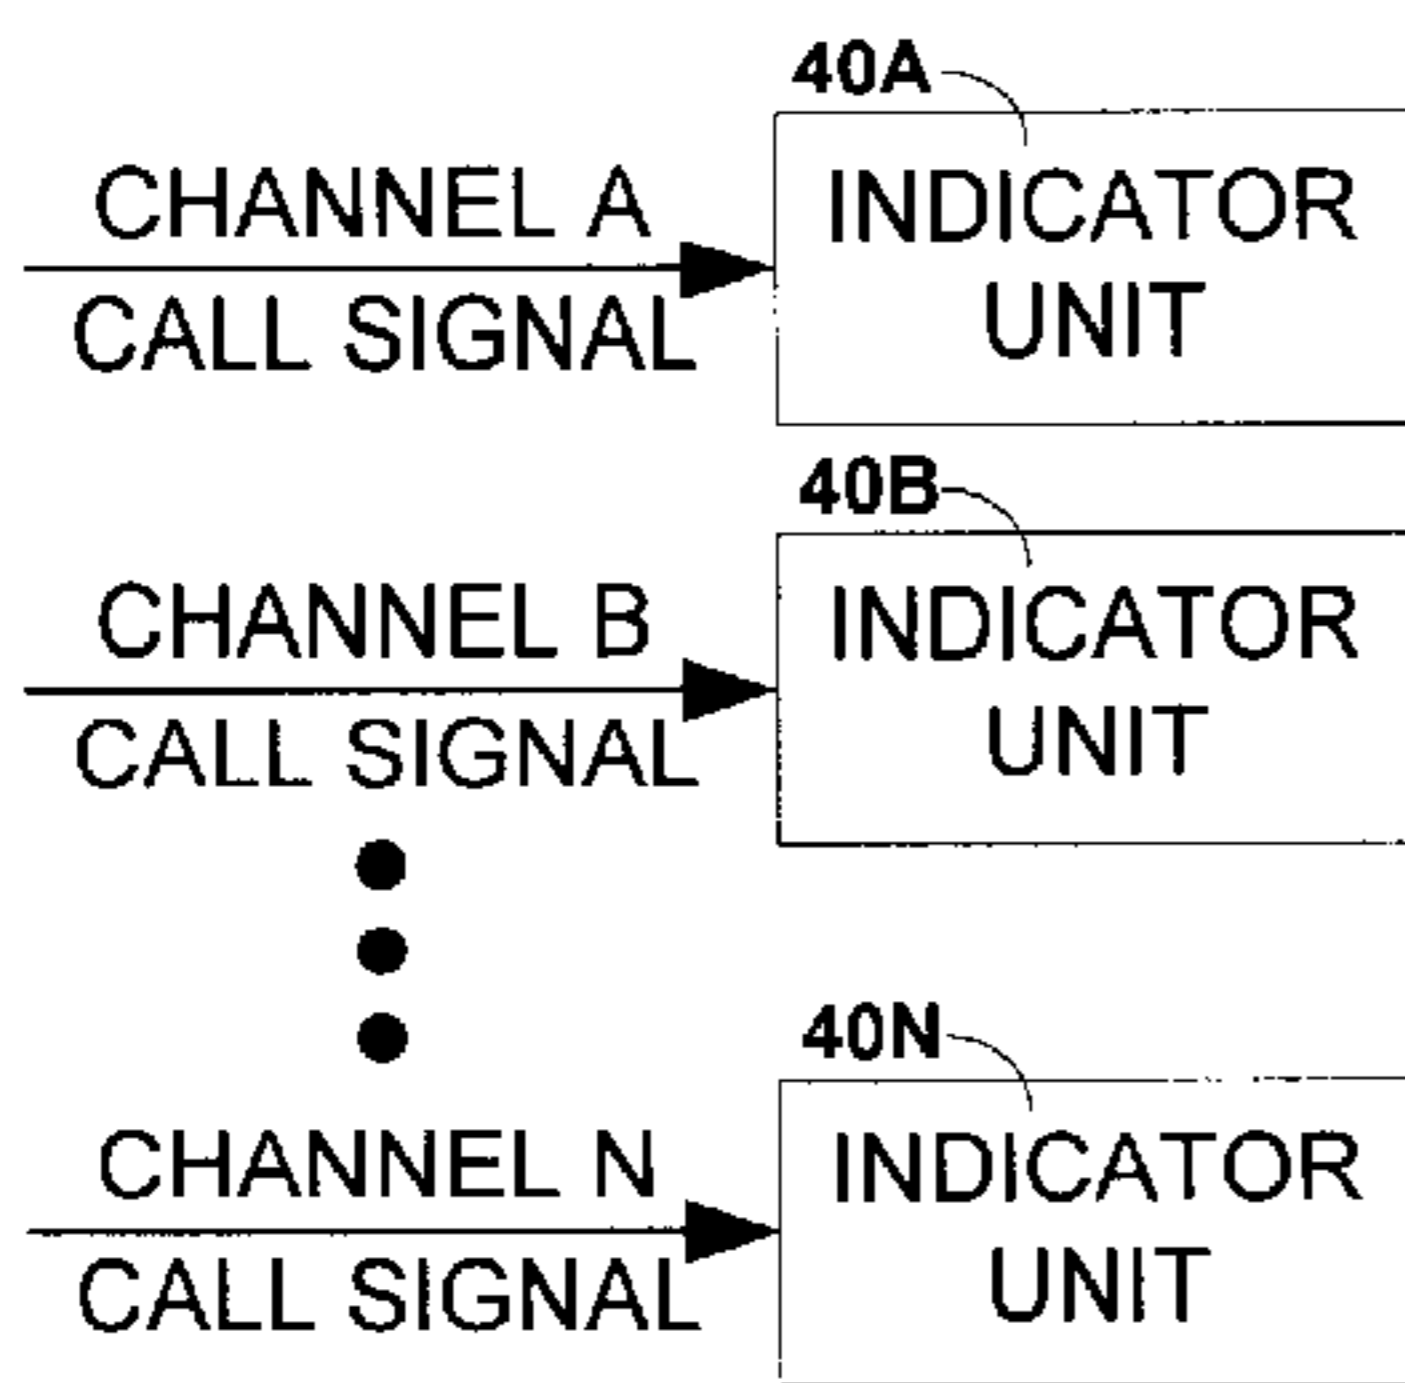 40A
CHANNEL A
CALL SIGNAL
INDICATOR
UNIT
40B
CHANNEL B
CALL SIGNAL
INDICATOR
UNIT
40N
CHANNEL N
CALL SIGNAL
INDICATOR
UNIT